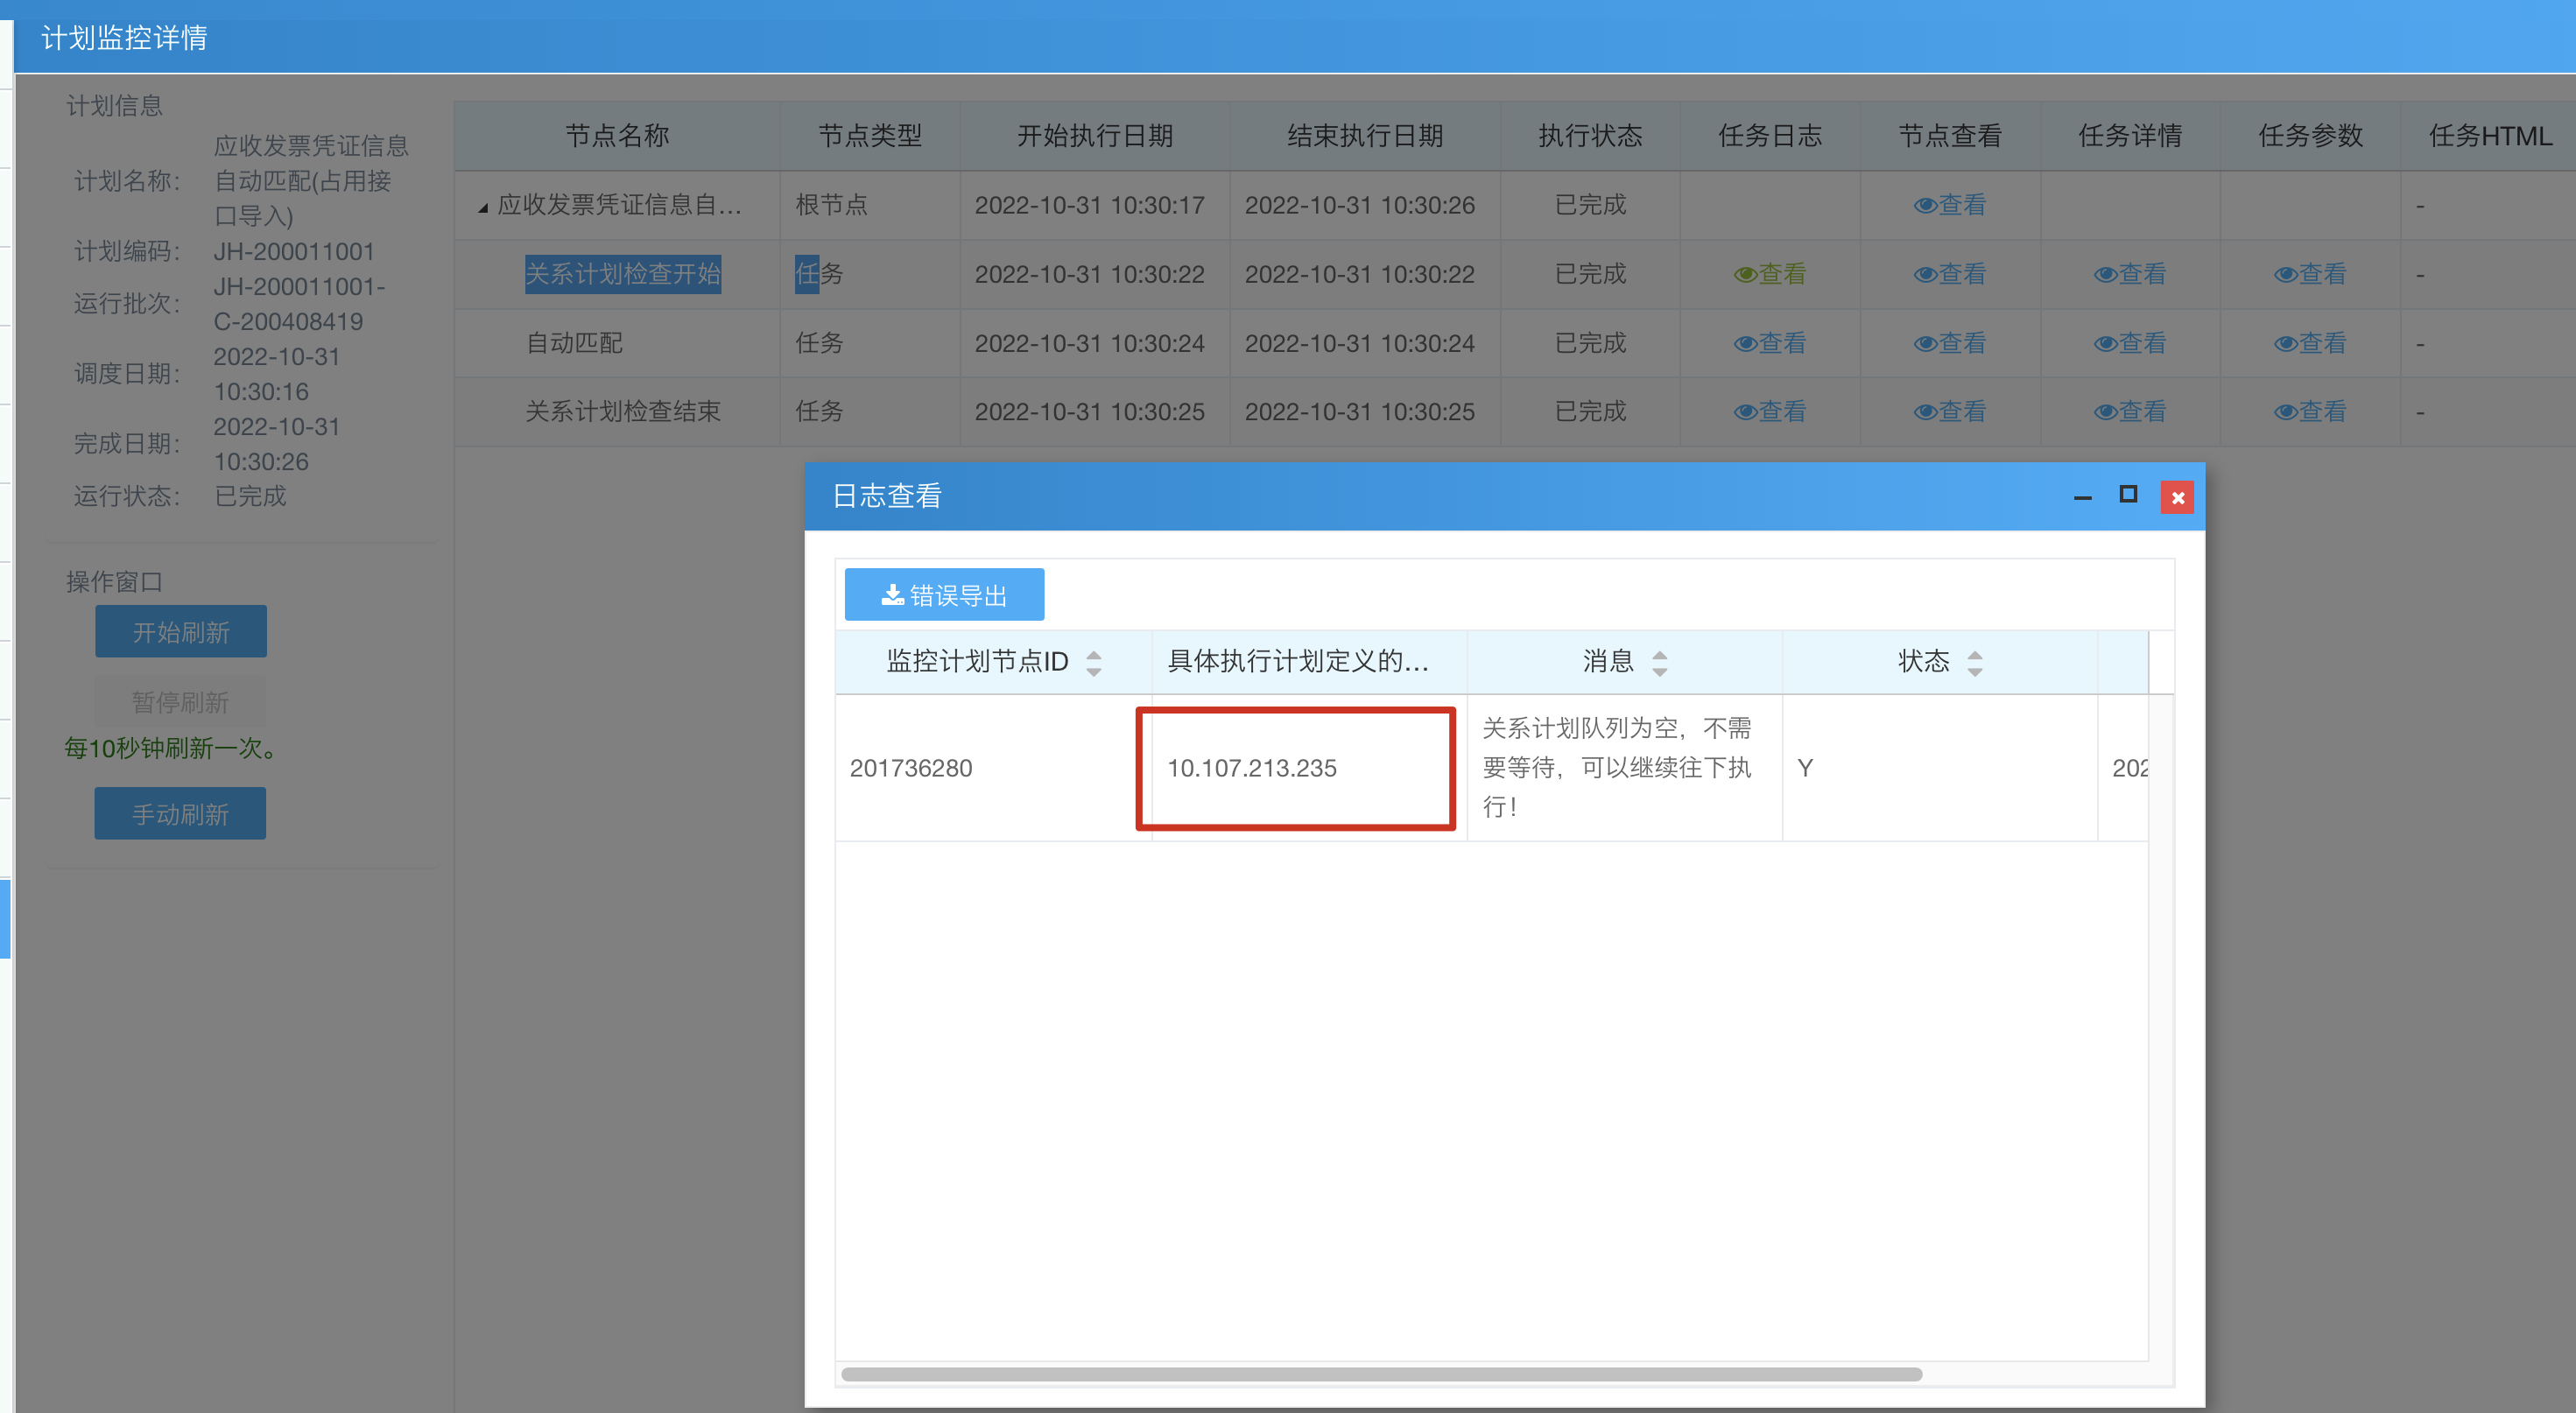 计划监控详情
计划信息
计划名称：
应收发票凭证信息
自动匹配(占用接
口导入)
计划编码：
JH-200011001
运行批次：
JH-200011001-
C-200408419
调度日期：
2022-10-31
10:30:16
完成日期：
2022-10-31
10:30:26
运行状态：
已完成
操作窗口
开始刷新
暂停刷新
每10秒钟刷新一次。
手动刷新
节点名称 节点类型 开始执行日期 结束执行日期 执行状态 任务日志 节点查看 任务详情 任务参数 任务HTML
应收发票凭证信息自... 根节点 2022-10-31 10:30:17 2022-10-31 10:30:26 已完成 查看 -
关系计划检查开始 任务 2022-10-31 10:30:22 2022-10-31 10:30:22 已完成 查看 查看 查看 查看 -
自动匹配 任务 2022-10-31 10:30:24 2022-10-31 10:30:24 已完成 查看 查看 查看 查看 -
关系计划检查结束 任务 2022-10-31 10:30:25 2022-10-31 10:30:25 已完成 查看 查看 查看 查看 -
日志查看
错误导出
监控计划节点ID 具体执行计划定义的... 消息 状态
201736280
10.107.213.235
关系计划队列为空，不需
要等待，可以继续往下执
行！
Y
202